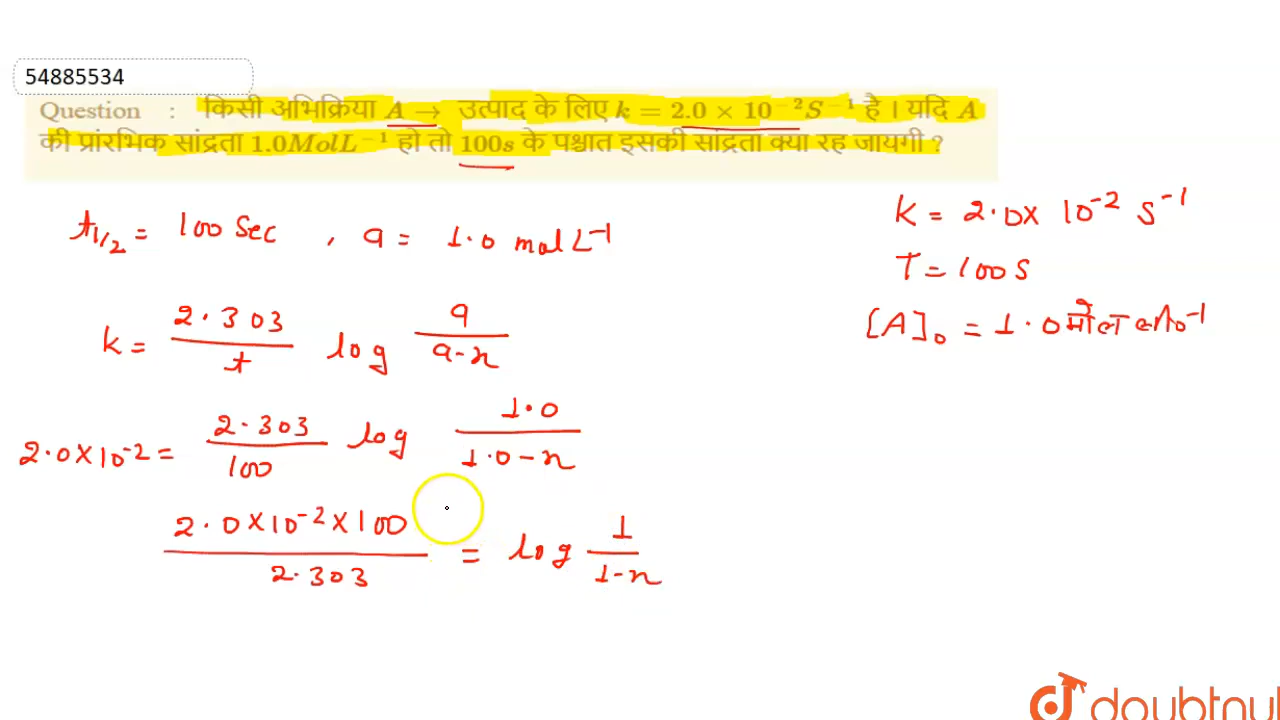 54885534
Question : किसी अभिक्रिया A → उत्पाद के लिए k = 2.0 × 10⁻² S⁻¹ है । यदि A
की प्रांरभिक सांद्रता 1.0MolL⁻¹ हो तो 100s के पश्चात इसकी साद्रता क्या रह जायगी ?
t1/2 = 100 Sec , a = 1.0 mol L⁻¹
K = 2.303/t log a/a-x
2.0×10⁻² = 2.303/100 log 1.0/1.0-x
2.0×10⁻²×100/2.303 = log 1/1-x
K = 2.0× 10⁻² S⁻¹
T = 100 S
[A]₀ = 1.0 मोल
doubtnut